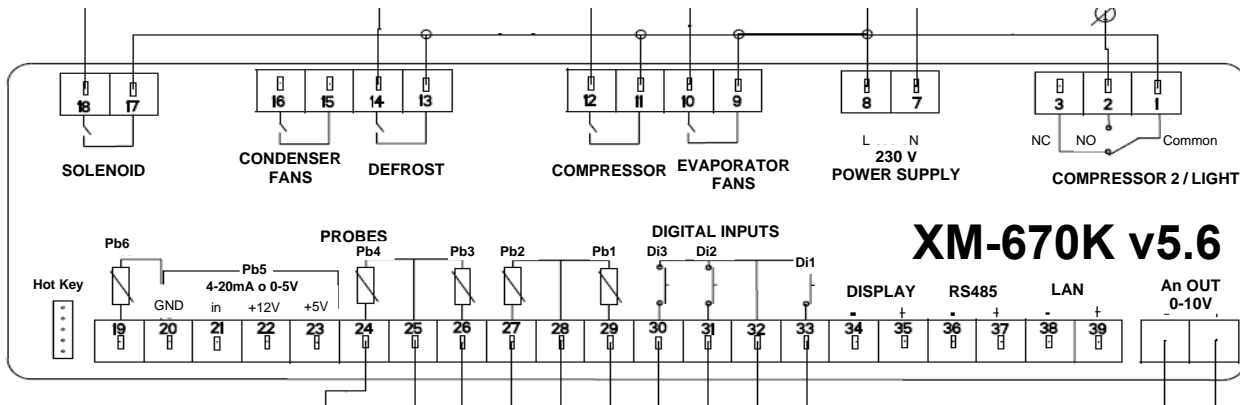 18 17 16 15 14 13 12 11 10 9 8 7 3 2 1
L N
NC NO Common
SOLENOID
CONDENSER
FANS
DEFROST
COMPRESSOR
EVAPORATOR
FANS
230 V
POWER SUPPLY
COMPRESSOR 2 / LIGHT
XM-670K v5.6
PROBES
DIGITAL INPUTS
Pb6
Pb4
Pb3
Pb2
Pb1
Di3
Di2
Di1
Pb5
4-20mA o 0-5V
Hot Key
GND in +12V +5V
DISPLAY
RS485
LAN
An OUT
0-10V
- + - + - +
19 20 21 22 23 24 25 26 27 28 29 30 31 32 33 34 35 36 37 38 39